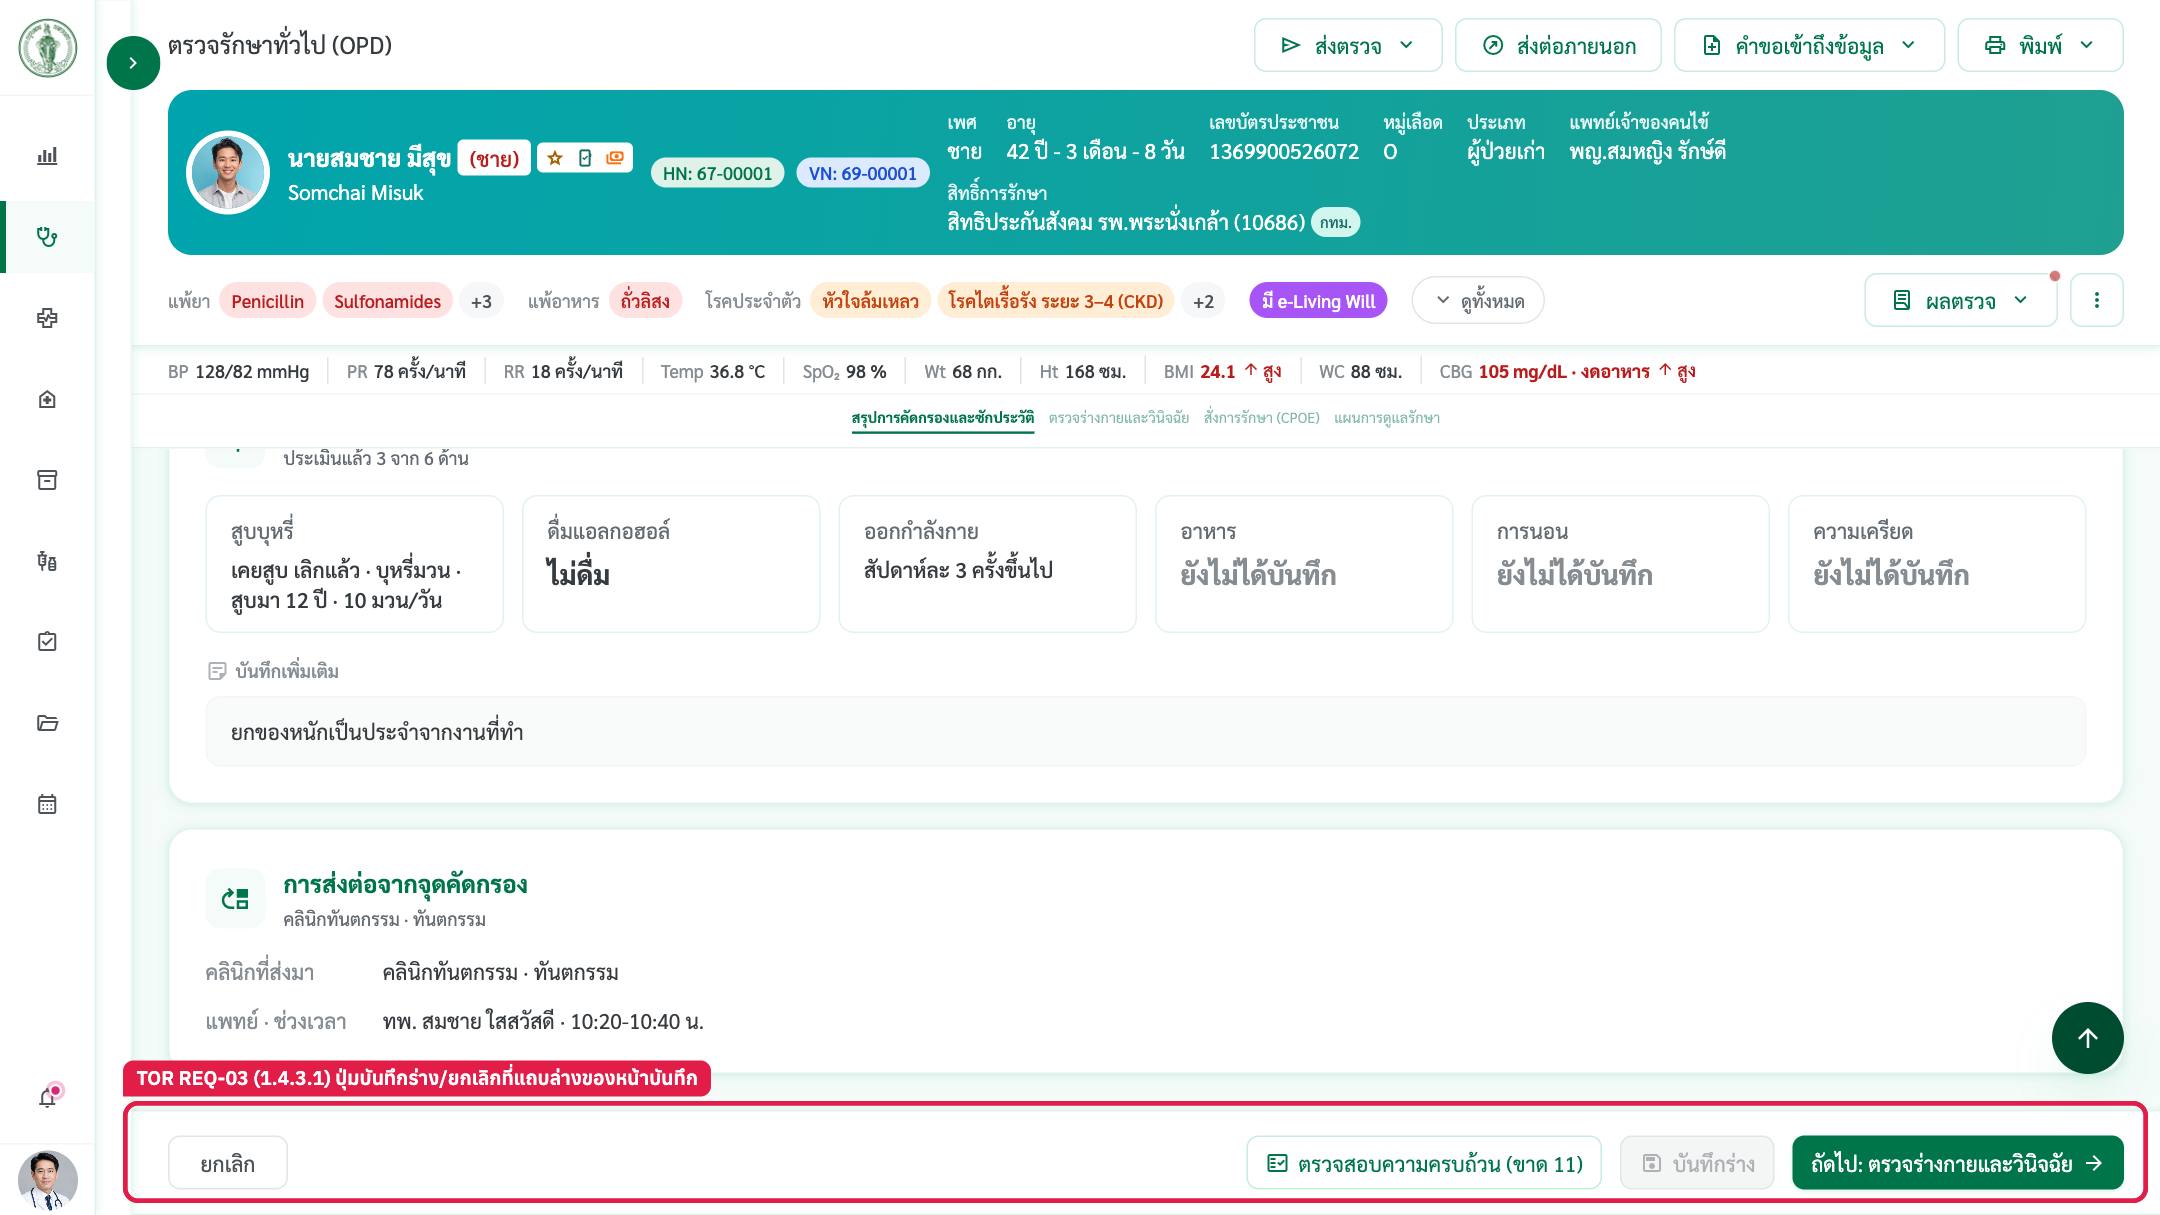 ตรวจรักษาทั่วไป (OPD)
ส่งตรวจ
ส่งต่อภายนอก
คำขอเข้าถึงข้อมูล
พิมพ์
นายสมชาย มีสุข (ชาย)
Somchai Misuk
HN: 67-00001
VN: 69-00001
เพศ
ชาย
อายุ
42 ปี - 3 เดือน - 8 วัน
เลขบัตรประชาชน
1369900526072
หมู่เลือด
O
ประเภท
ผู้ป่วยเก่า
แพทย์เจ้าของคนไข้
พญ.สมหญิง รักษ์ดี
สิทธิ์การรักษา
สิทธิประกันสังคม รพ.พระนั่งเกล้า (10686) กทม.
แพ้ยา Penicillin Sulfonamides +3 แพ้อาหาร ถั่วลิสง โรคประจำตัว หัวใจล้มเหลว โรคไตเรื้อรัง ระยะ 3–4 (CKD) +2 มี e-Living Will ดูทั้งหมด
ผลตรวจ
BP 128/82 mmHg PR 78 ครั้ง/นาที RR 18 ครั้ง/นาที Temp 36.8 °C SpO₂ 98 % Wt 68 กก. Ht 168 ซม. BMI 24.1 ↑ สูง WC 88 ซม. CBG 105 mg/dL · งดอาหาร ↑ สูง
สรุปการคัดกรองและซักประวัติ ตรวจร่างกายและวินิจฉัย สั่งการรักษา (CPOE) แผนการดูแลรักษา
ประเมินแล้ว 3 จาก 6 ด้าน
สูบบุหรี่
เคยสูบ เลิกแล้ว · บุหรี่มวน ·
สูบมา 12 ปี · 10 มวน/วัน
ดื่มแอลกอฮอล์
ไม่ดื่ม
ออกกำลังกาย
สัปดาห์ละ 3 ครั้งขึ้นไป
อาหาร
ยังไม่ได้บันทึก
การนอน
ยังไม่ได้บันทึก
ความเครียด
ยังไม่ได้บันทึก
บันทึกเพิ่มเติม
ยกของหนักเป็นประจำจากงานที่ทำ
การส่งต่อจากจุดคัดกรอง
คลินิกทันตกรรม · ทันตกรรม
คลินิกที่ส่งมา คลินิกทันตกรรม · ทันตกรรม
แพทย์ · ช่วงเวลา ทพ. สมชาย ใสสวัสดี · 10:20-10:40 น.
TOR REQ-03 (1.4.3.1) ปุ่มบันทึกร่าง/ยกเลิกที่แถบล่างของหน้าบันทึก
ยกเลิก
ตรวจสอบความครบถ้วน (ขาด 11)
บันทึกร่าง
ถัดไป: ตรวจร่างกายและวินิจฉัย →